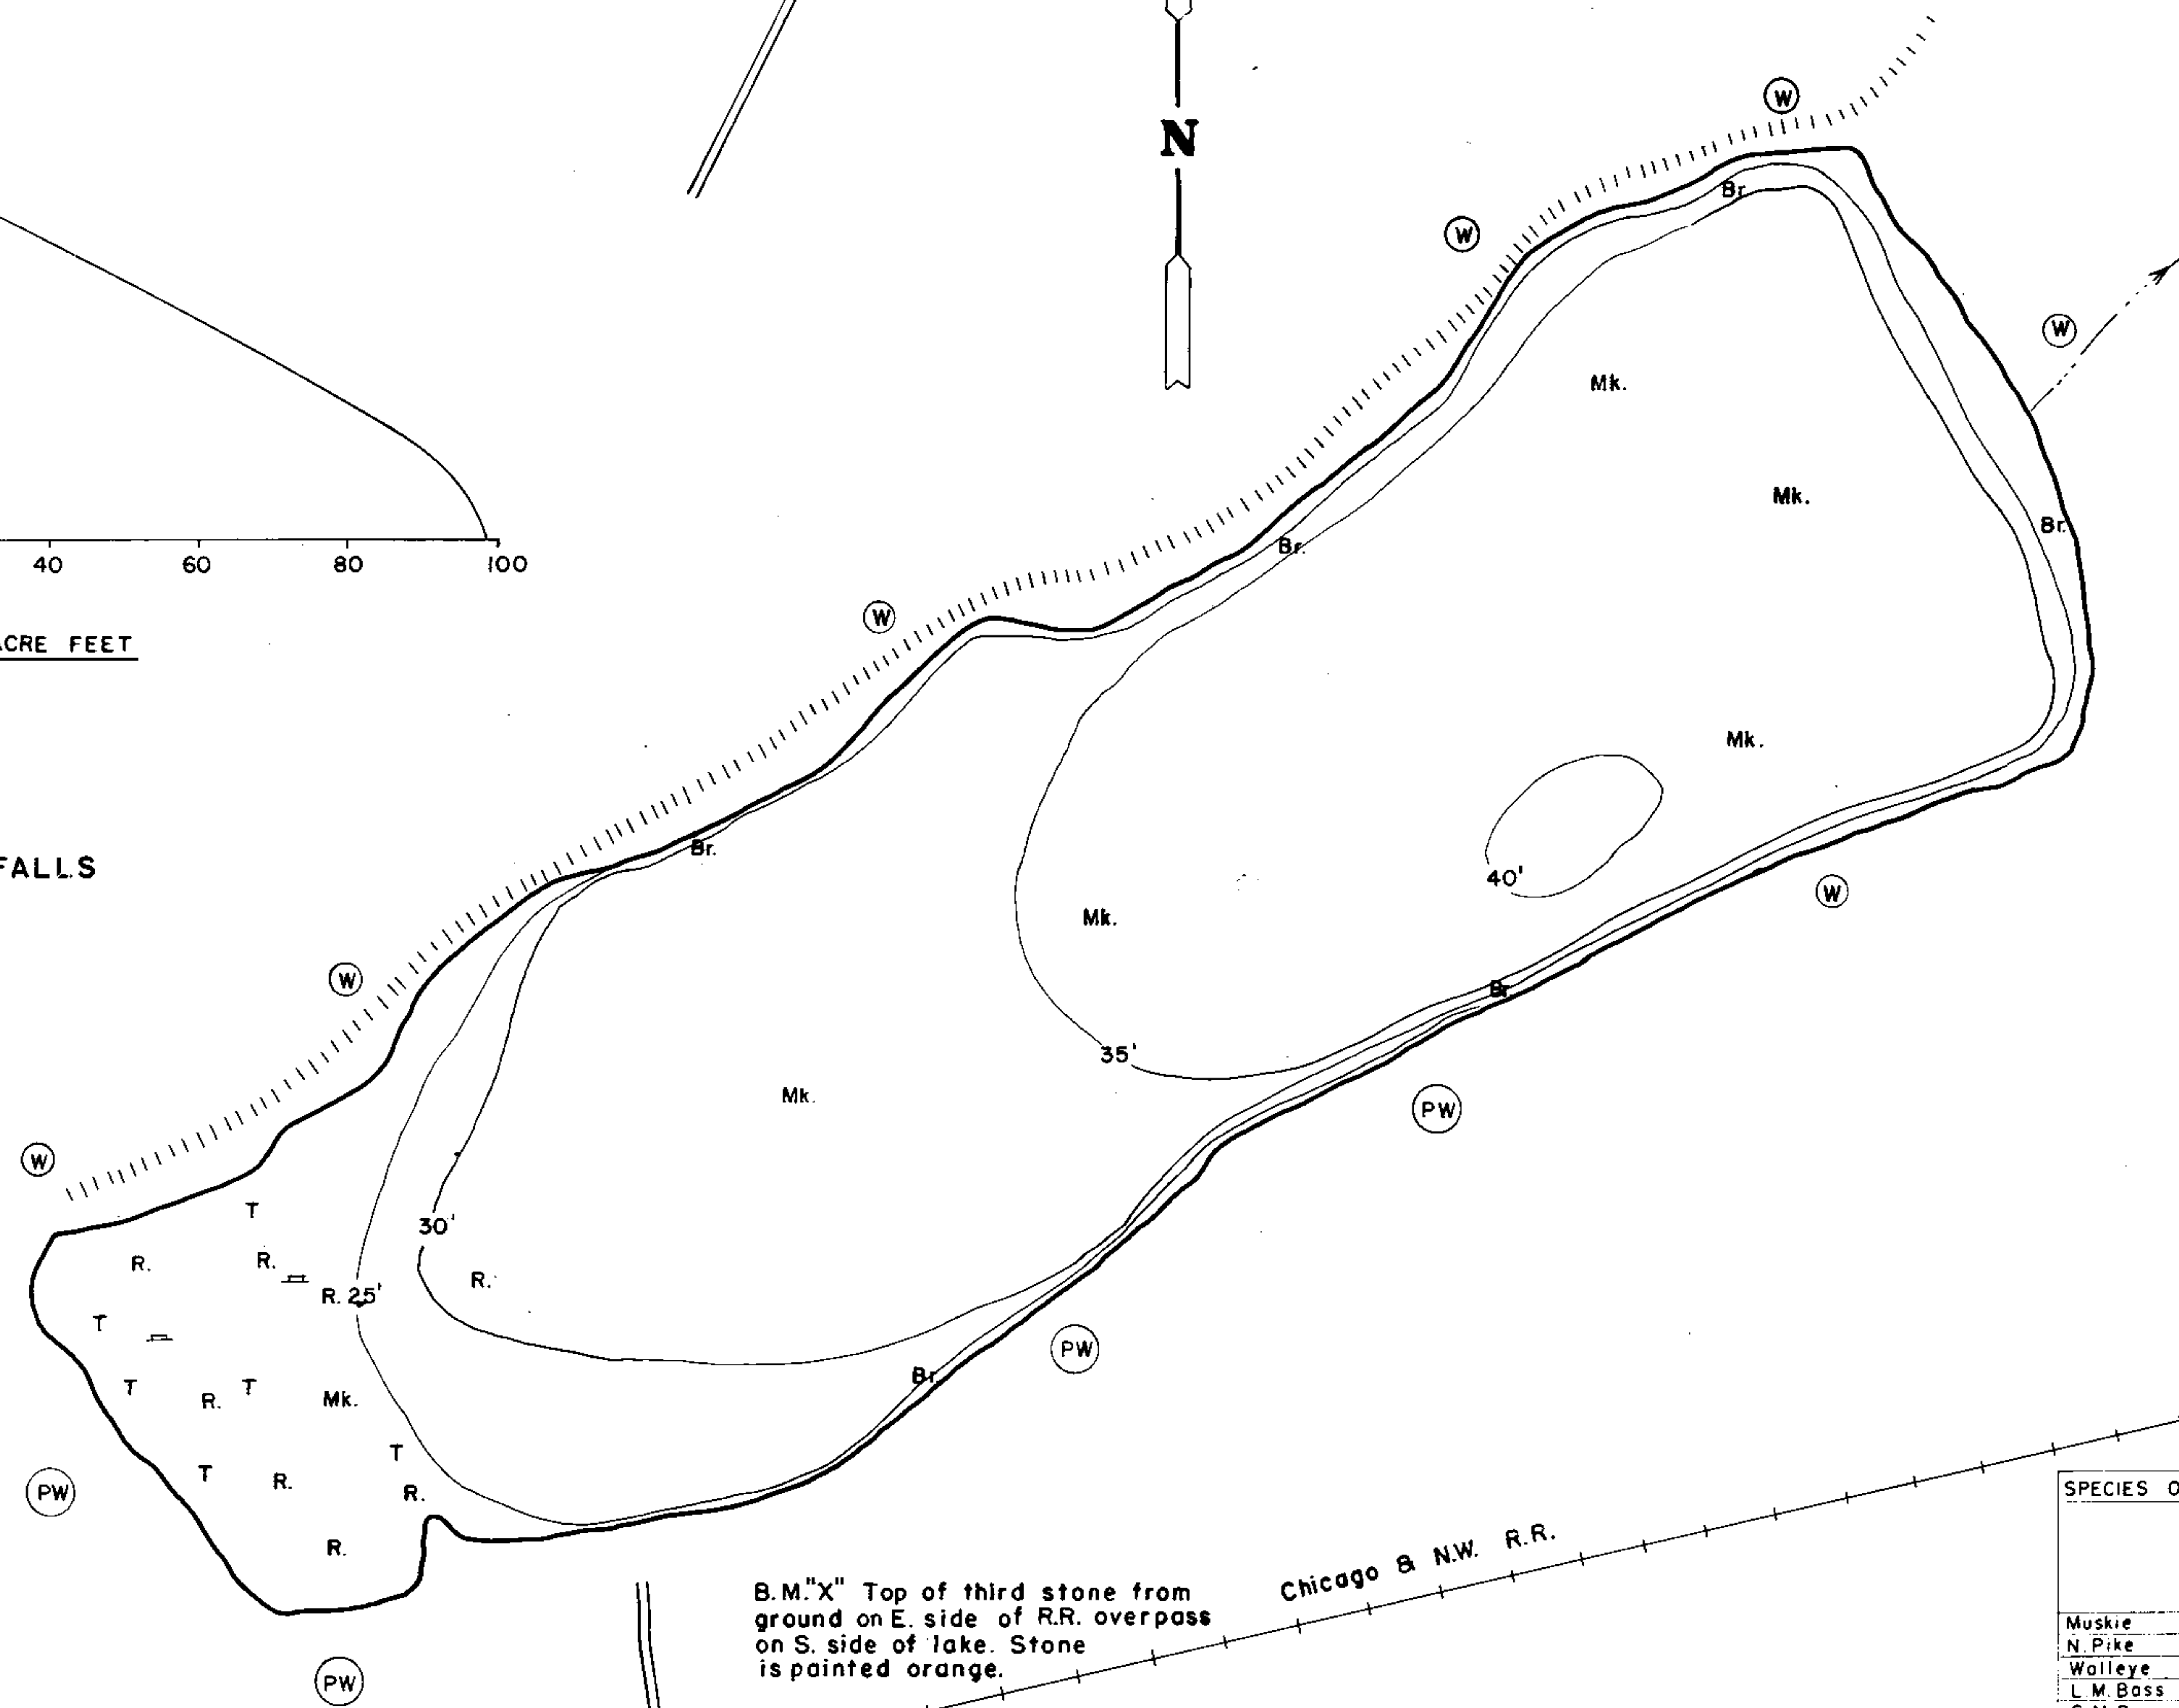 N
W
W
W
Br.
Mk.
Mk.
Br.
Br.
40 60 80 100
ACRE FEET
W
Mk.
Br.
FALLS
40'
W
Mk.
W
Br.
35'
Mk.
PW
W
T
30'
R.
R.
R.
R. 25'
T
PW
Br.
T
T
R.
Mk.
T
T
R.
R.
PW
R.
SPECIES O
Chicago & N.W. R.R.
B.M."X" Top of third stone from
ground on E. side of R.R. overpass
on S. side of lake. Stone
is painted orange.
Muskie
N. Pike
Walleye
L.M. Bass
PW